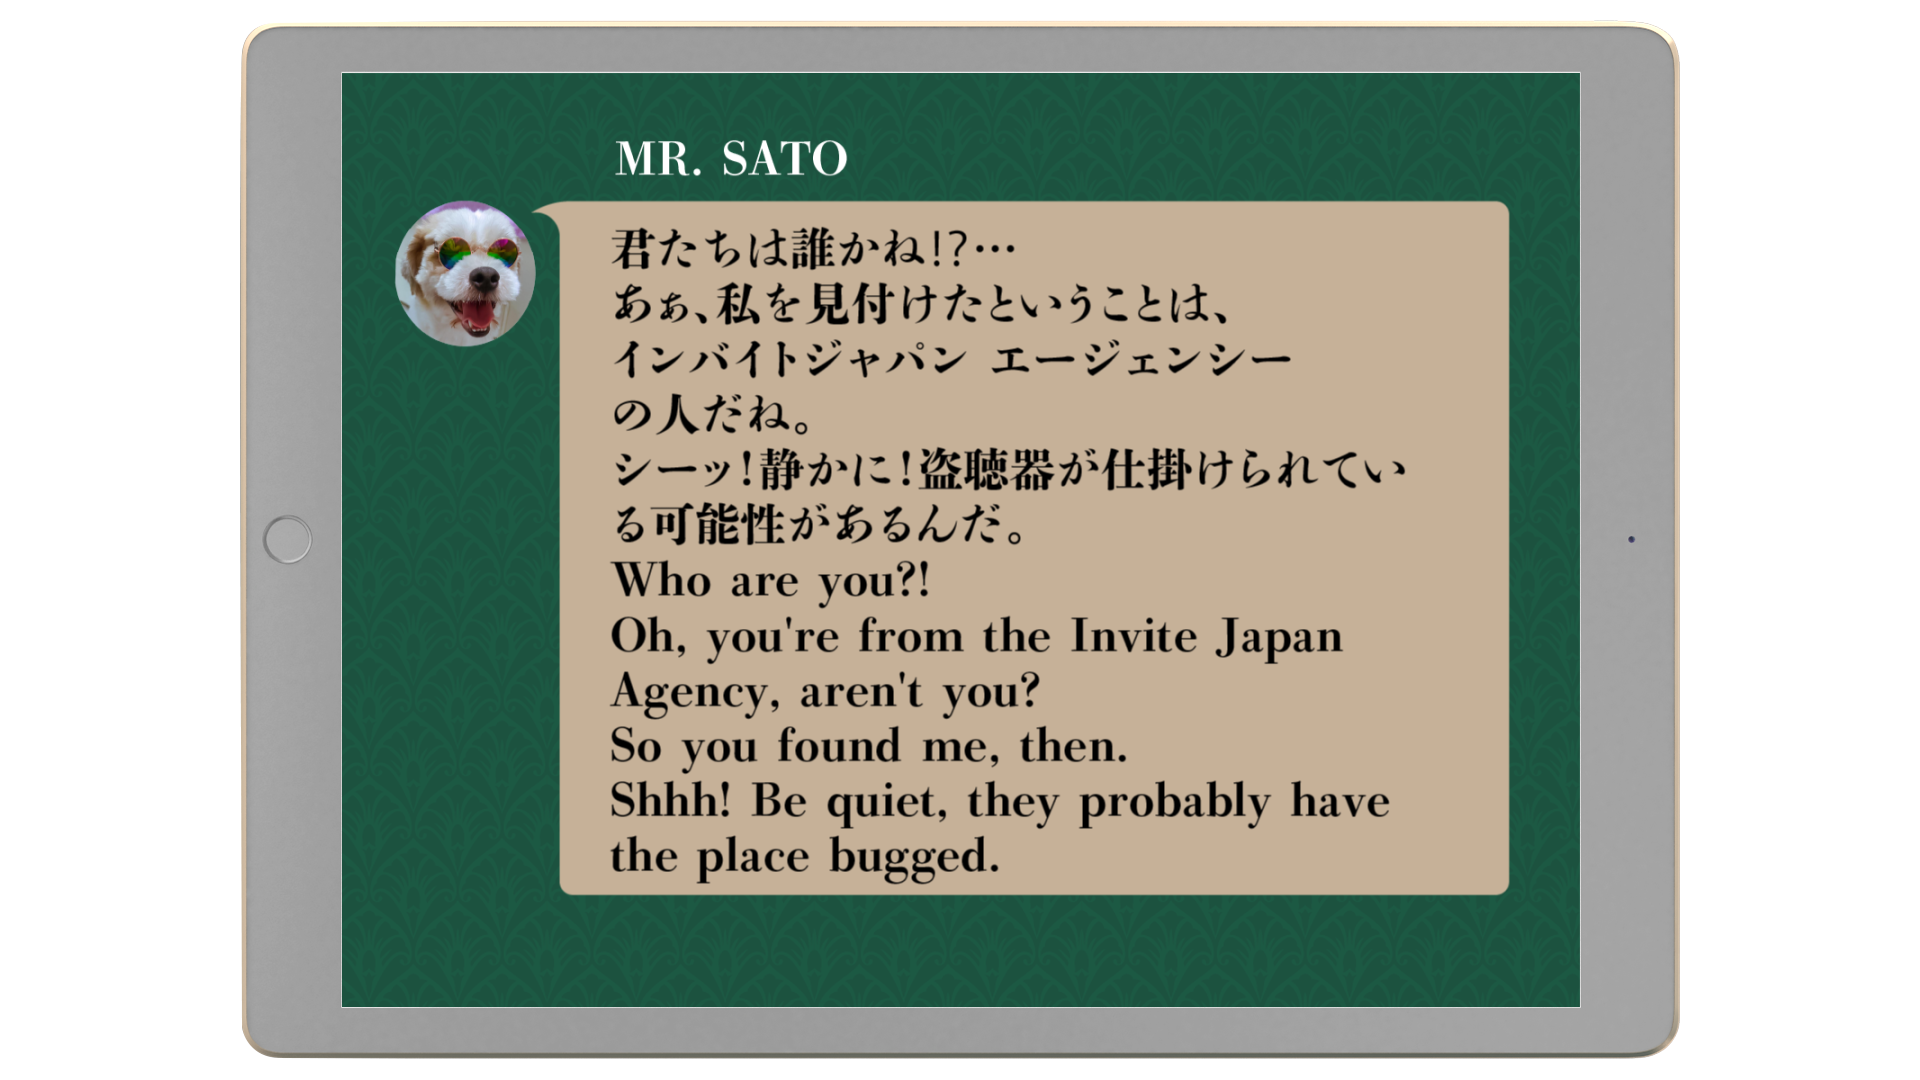 MR. SATO
君たちは誰かね!?…
あぁ、私を見付けたということは、
インバイトジャパン エージェンシー
の人だね。
シーッ!静かに!盗聴器が仕掛けられてい
る可能性があるんだ。
Who are you?!
Oh, you're from the Invite Japan
Agency, aren't you?
So you found me, then.
Shhh! Be quiet, they probably have
the place bugged.